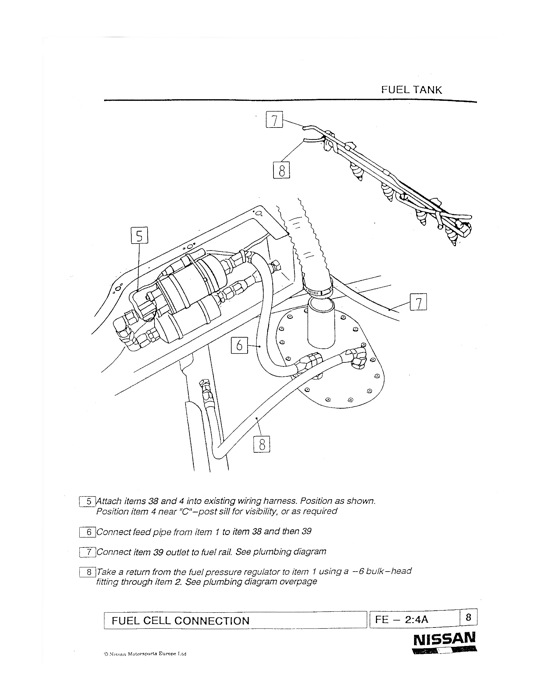 FUEL TANK
7
8
5
7
6
8
5 Attach items 38 and 4 into existing wiring harness. Position as shown.
Position item 4 near "C"-post sill for visibility, or as required
6 Connect feed pipe from item 1 to item 38 and then 39
7 Connect item 39 outlet to fuel rail. See plumbing diagram
8 Take a return from the fuel pressure regulator to item 1 using a -6 bulk-head
fitting through item 2. See plumbing diagram overpage
FUEL CELL CONNECTION FE - 2:4A 8
NISSAN
© Nissan Motorsports Europe Ltd